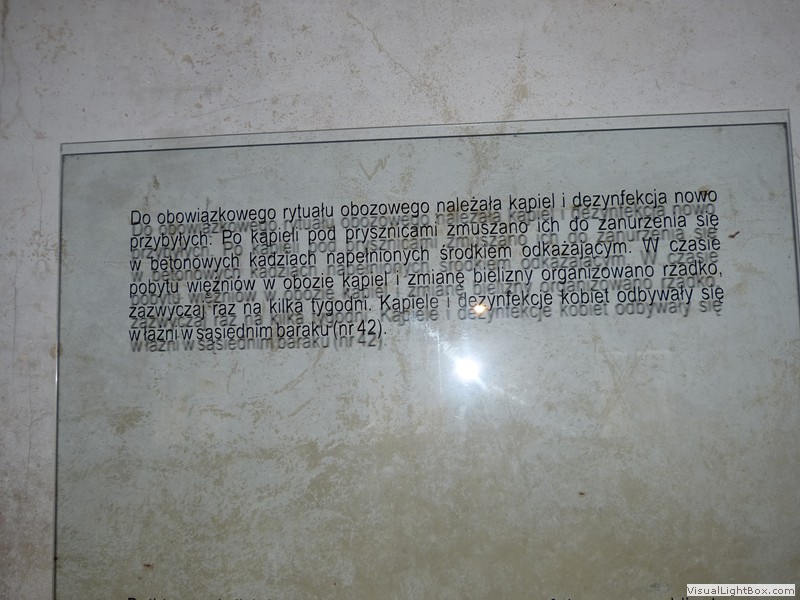 Do obowiązkowego rytuału obozowego należała kąpiel i dezynfekcja nowo
przybyłych. Po kąpieli pod prysznicami zmuszano ich do zanurzenia się
w betonowych kadziach napełnionych środkiem odkażającym. W czasie
pobytu więźniów w obozie kąpiel i zmianę bielizny organizowano rzadko,
zazwyczaj raz na kilka tygodni. Kąpiele i dezynfekcje kobiet odbywały się
w łaźni w sąsiednim baraku (nr 42).
VisualLightBox.com